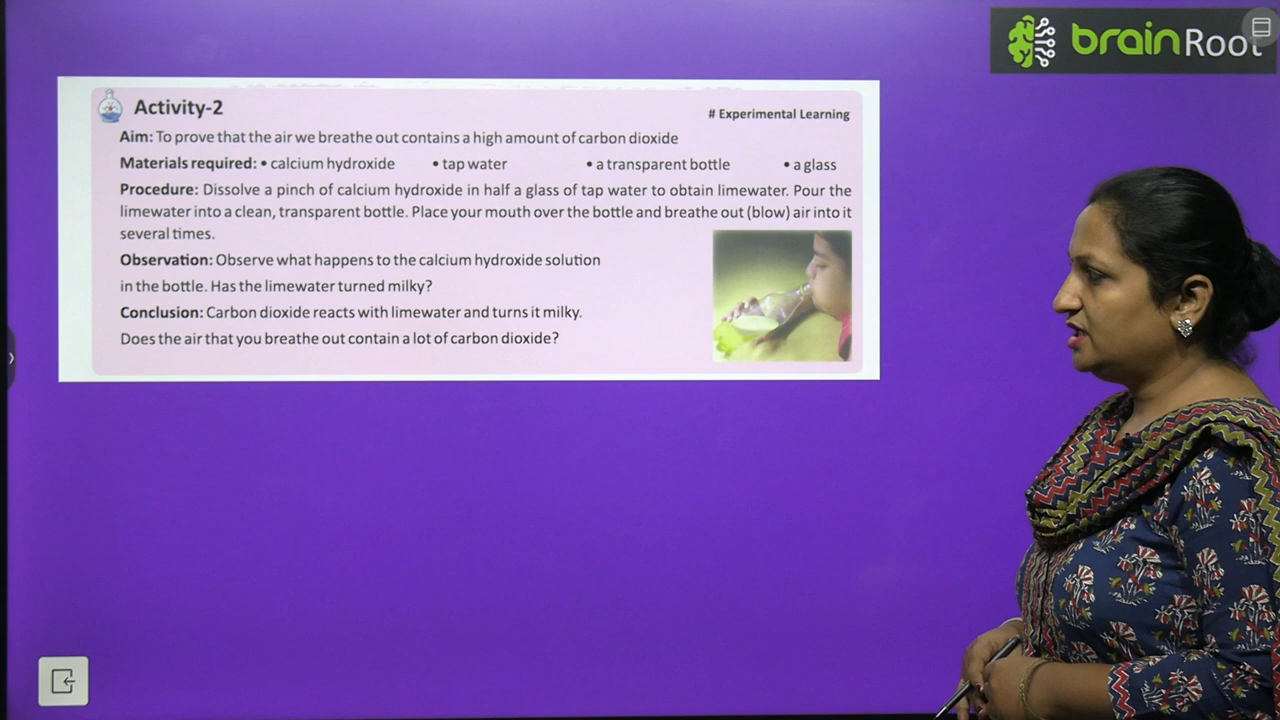 brainRoot
Activity-2
# Experimental Learning
Aim: To prove that the air we breathe out contains a high amount of carbon dioxide
Materials required: • calcium hydroxide • tap water • a transparent bottle • a glass
Procedure: Dissolve a pinch of calcium hydroxide in half a glass of tap water to obtain limewater. Pour the
limewater into a clean, transparent bottle. Place your mouth over the bottle and breathe out (blow) air into it
several times.
Observation: Observe what happens to the calcium hydroxide solution
in the bottle. Has the limewater turned milky?
Conclusion: Carbon dioxide reacts with limewater and turns it milky.
Does the air that you breathe out contain a lot of carbon dioxide?